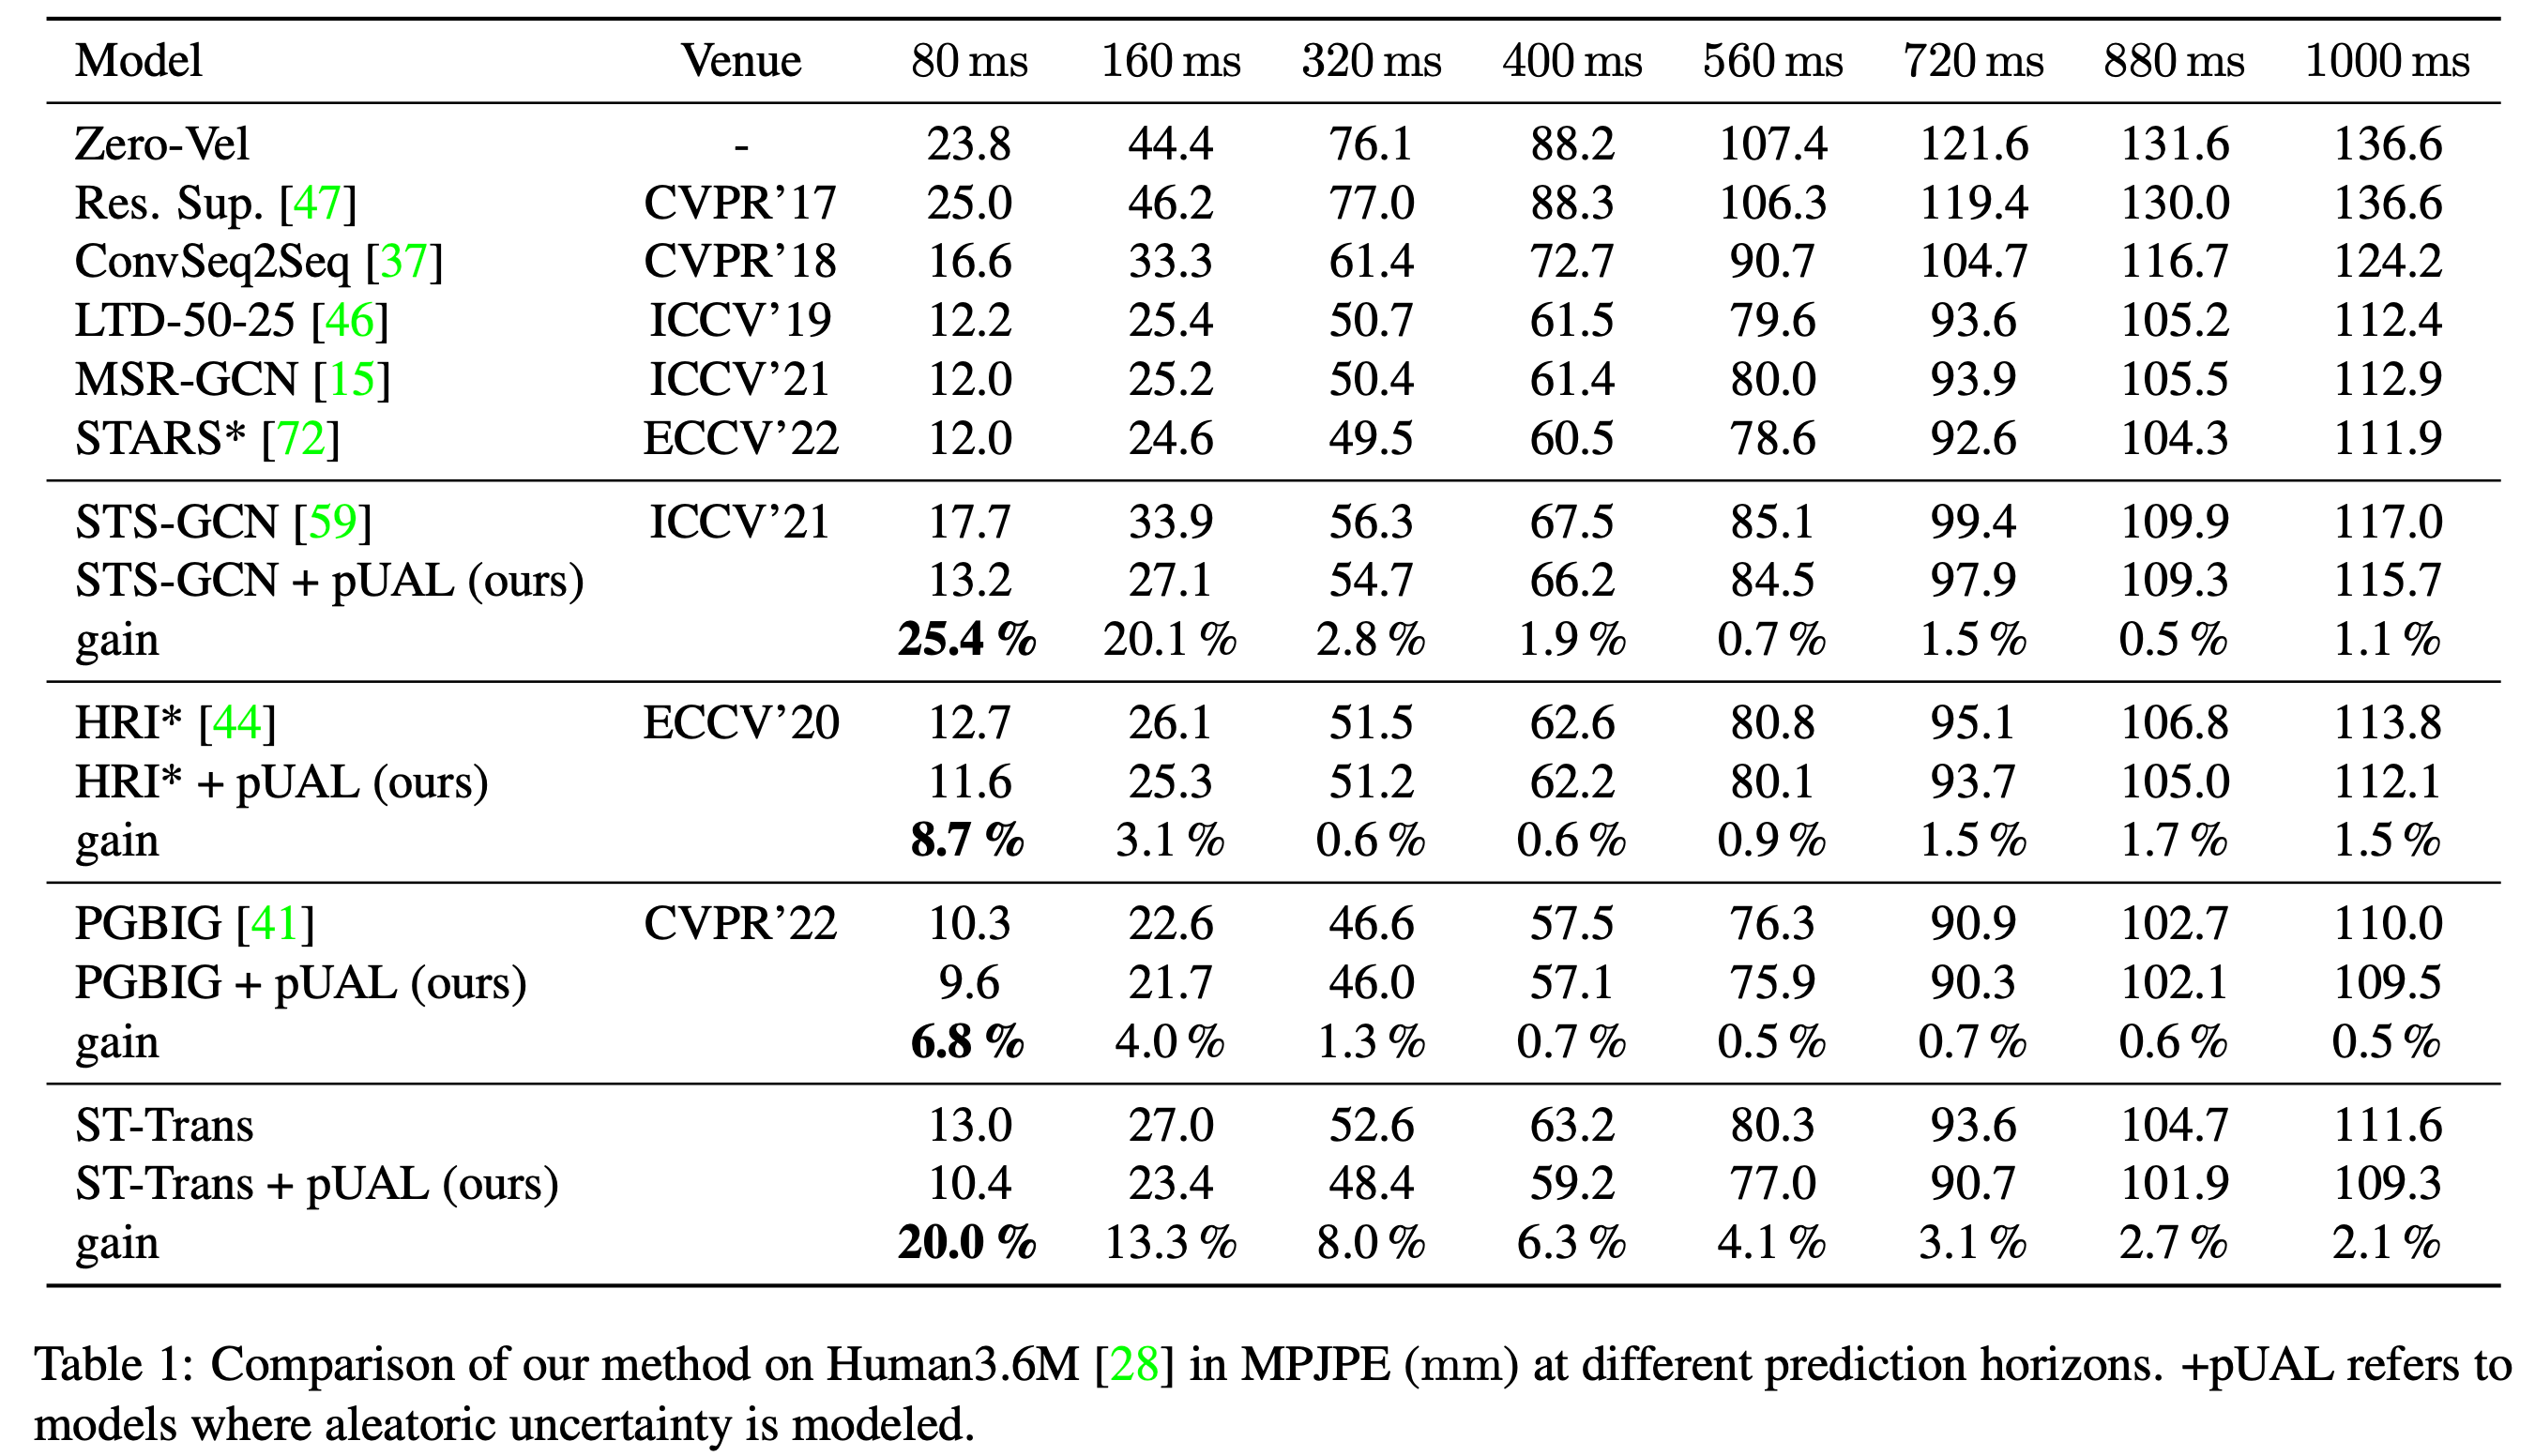 Model Venue 80 ms 160 ms 320 ms 400 ms 560 ms 720 ms 880 ms 1000 ms
Zero-Vel - 23.8 44.4 76.1 88.2 107.4 121.6 131.6 136.6
Res. Sup. [47] CVPR’17 25.0 46.2 77.0 88.3 106.3 119.4 130.0 136.6
ConvSeq2Seq [37] CVPR’18 16.6 33.3 61.4 72.7 90.7 104.7 116.7 124.2
LTD-50-25 [46] ICCV’19 12.2 25.4 50.7 61.5 79.6 93.6 105.2 112.4
MSR-GCN [15] ICCV’21 12.0 25.2 50.4 61.4 80.0 93.9 105.5 112.9
STARS* [72] ECCV’22 12.0 24.6 49.5 60.5 78.6 92.6 104.3 111.9
STS-GCN [59] ICCV’21 17.7 33.9 56.3 67.5 85.1 99.4 109.9 117.0
STS-GCN + pUAL (ours) 13.2 27.1 54.7 66.2 84.5 97.9 109.3 115.7
gain 25.4 % 20.1 % 2.8 % 1.9 % 0.7 % 1.5 % 0.5 % 1.1 %
HRI* [44] ECCV’20 12.7 26.1 51.5 62.6 80.8 95.1 106.8 113.8
HRI* + pUAL (ours) 11.6 25.3 51.2 62.2 80.1 93.7 105.0 112.1
gain 8.7 % 3.1 % 0.6 % 0.6 % 0.9 % 1.5 % 1.7 % 1.5 %
PGBIG [41] CVPR’22 10.3 22.6 46.6 57.5 76.3 90.9 102.7 110.0
PGBIG + pUAL (ours) 9.6 21.7 46.0 57.1 75.9 90.3 102.1 109.5
gain 6.8 % 4.0 % 1.3 % 0.7 % 0.5 % 0.7 % 0.6 % 0.5 %
ST-Trans 13.0 27.0 52.6 63.2 80.3 93.6 104.7 111.6
ST-Trans + pUAL (ours) 10.4 23.4 48.4 59.2 77.0 90.7 101.9 109.3
gain 20.0 % 13.3 % 8.0 % 6.3 % 4.1 % 3.1 % 2.7 % 2.1 %
Table 1: Comparison of our method on Human3.6M [28] in MPJPE (mm) at different prediction horizons. +pUAL refers to
models where aleatoric uncertainty is modeled.